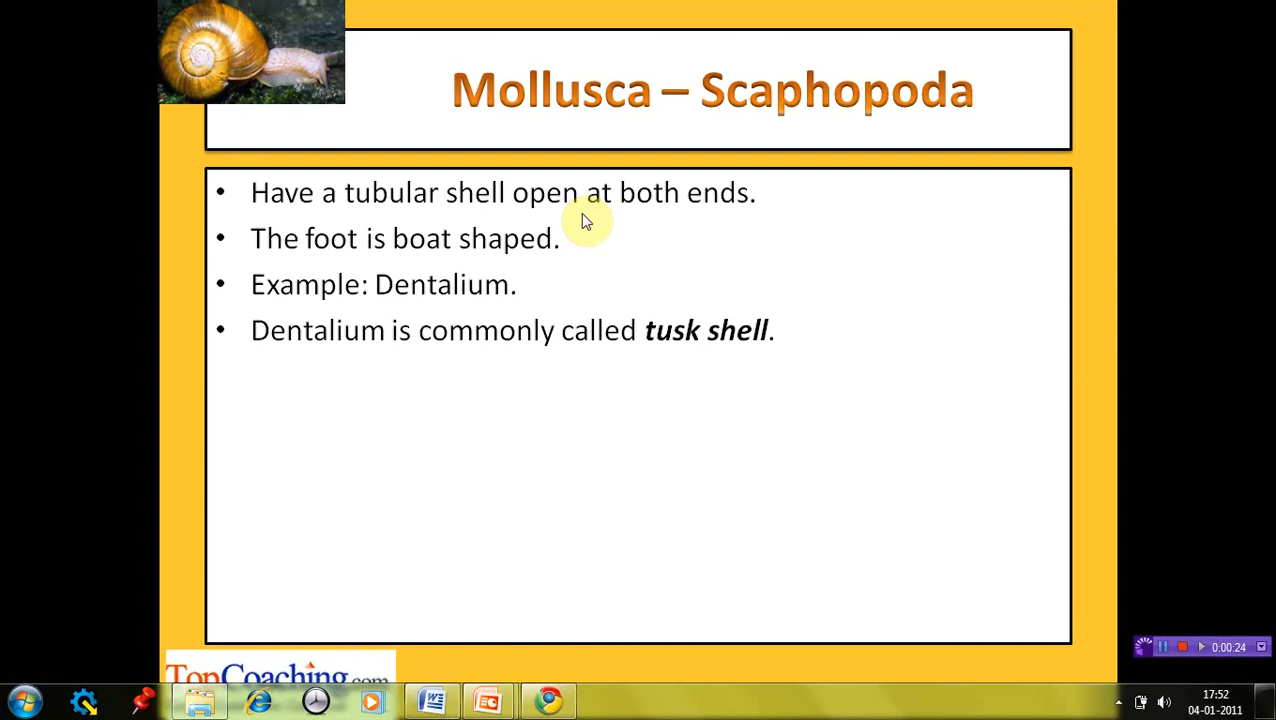 Mollusca – Scaphopoda
• Have a tubular shell open at both ends.
• The foot is boat shaped.
• Example: Dentalium.
• Dentalium is commonly called tusk shell.
TopCoaching.com
0:00:24
17:52
04-01-2011